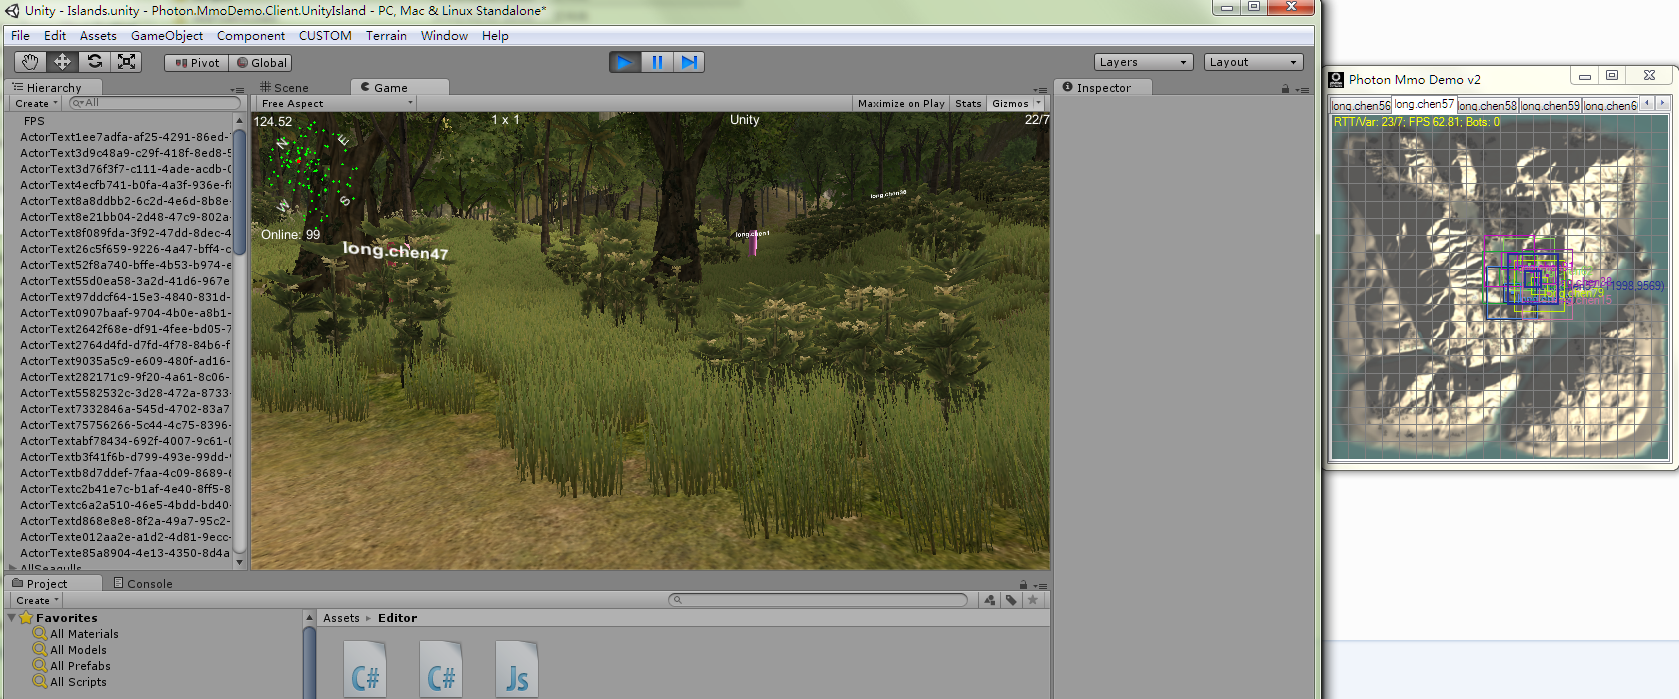 Unity - Islands.unity - Photon.MmoDemo.Client.UnityIsland - PC, Mac & Linux Standalone*
File Edit Assets GameObject Component CUSTOM Terrain Window Help
Pivot Global
Layers Layout
Hierarchy
Create All
FPS
ActorText1ee7adfa-af25-4291-86ed-
ActorText3d9c48a9-c29f-418f-8ed8-5
ActorText3d76f3f7-c111-4ade-acdb-0
ActorText4ecfb741-b0fa-4a3f-936e-f8
ActorText8a8ddbb2-6c2d-4e6d-8b8e-
ActorText8e21bb04-2d48-47c9-802a-
ActorText8f089fda-3f92-47dd-8dec-4
ActorText26c5f659-9226-4a47-bff4-c
ActorText52f8a740-bffe-4b53-b974-e
ActorText55d0ea58-3a2d-41d6-967e
ActorText97ddcf64-15e3-4840-831d-
ActorText0907baaf-9704-4b0e-a8b1-
ActorText2642f68e-df91-4fee-bd05-7
ActorText2764d4fd-d7fd-4f78-84b6-f
ActorText9035a5c9-e609-480f-ad16-
ActorText282171c9-9f20-4a61-8c06-
ActorText5582532c-3d28-472a-8733-
ActorText7332846a-545d-4702-83a7
ActorText75756266-5c44-4c75-8396-
ActorTextabf78434-692f-4007-9c61-0
ActorTextb3f41f6b-d799-493e-99dd-
ActorTextb8d7ddef-7faa-4c09-8689-6
ActorTextc2b41e7c-b1af-4e40-8ff5-8
ActorTextc6a2a510-46e5-4bdd-bd40-
ActorTextd868e8e8-8f2a-49a7-95c2-
ActorTexte012aa2e-a1d2-4d81-9ecc-
ActorTexte85a8904-4e13-4350-8d4a
AllSeagulls
Scene Game
Free Aspect Maximize on Play Stats Gizmos
124.52 1 x 1 Unity 22/7
N E
W S
Online: 99
long.chen47
long.chen1
Inspector
Photon Mmo Demo v2
long.chen56 long.chen57 long.chen58 long.chen59 long.chen6
RTT/Var: 23/7; FPS 62.81; Bots: 0
Project Console
Create
Favorites
All Materials
All Models
All Prefabs
All Scripts
Assets Editor
C# C# Js